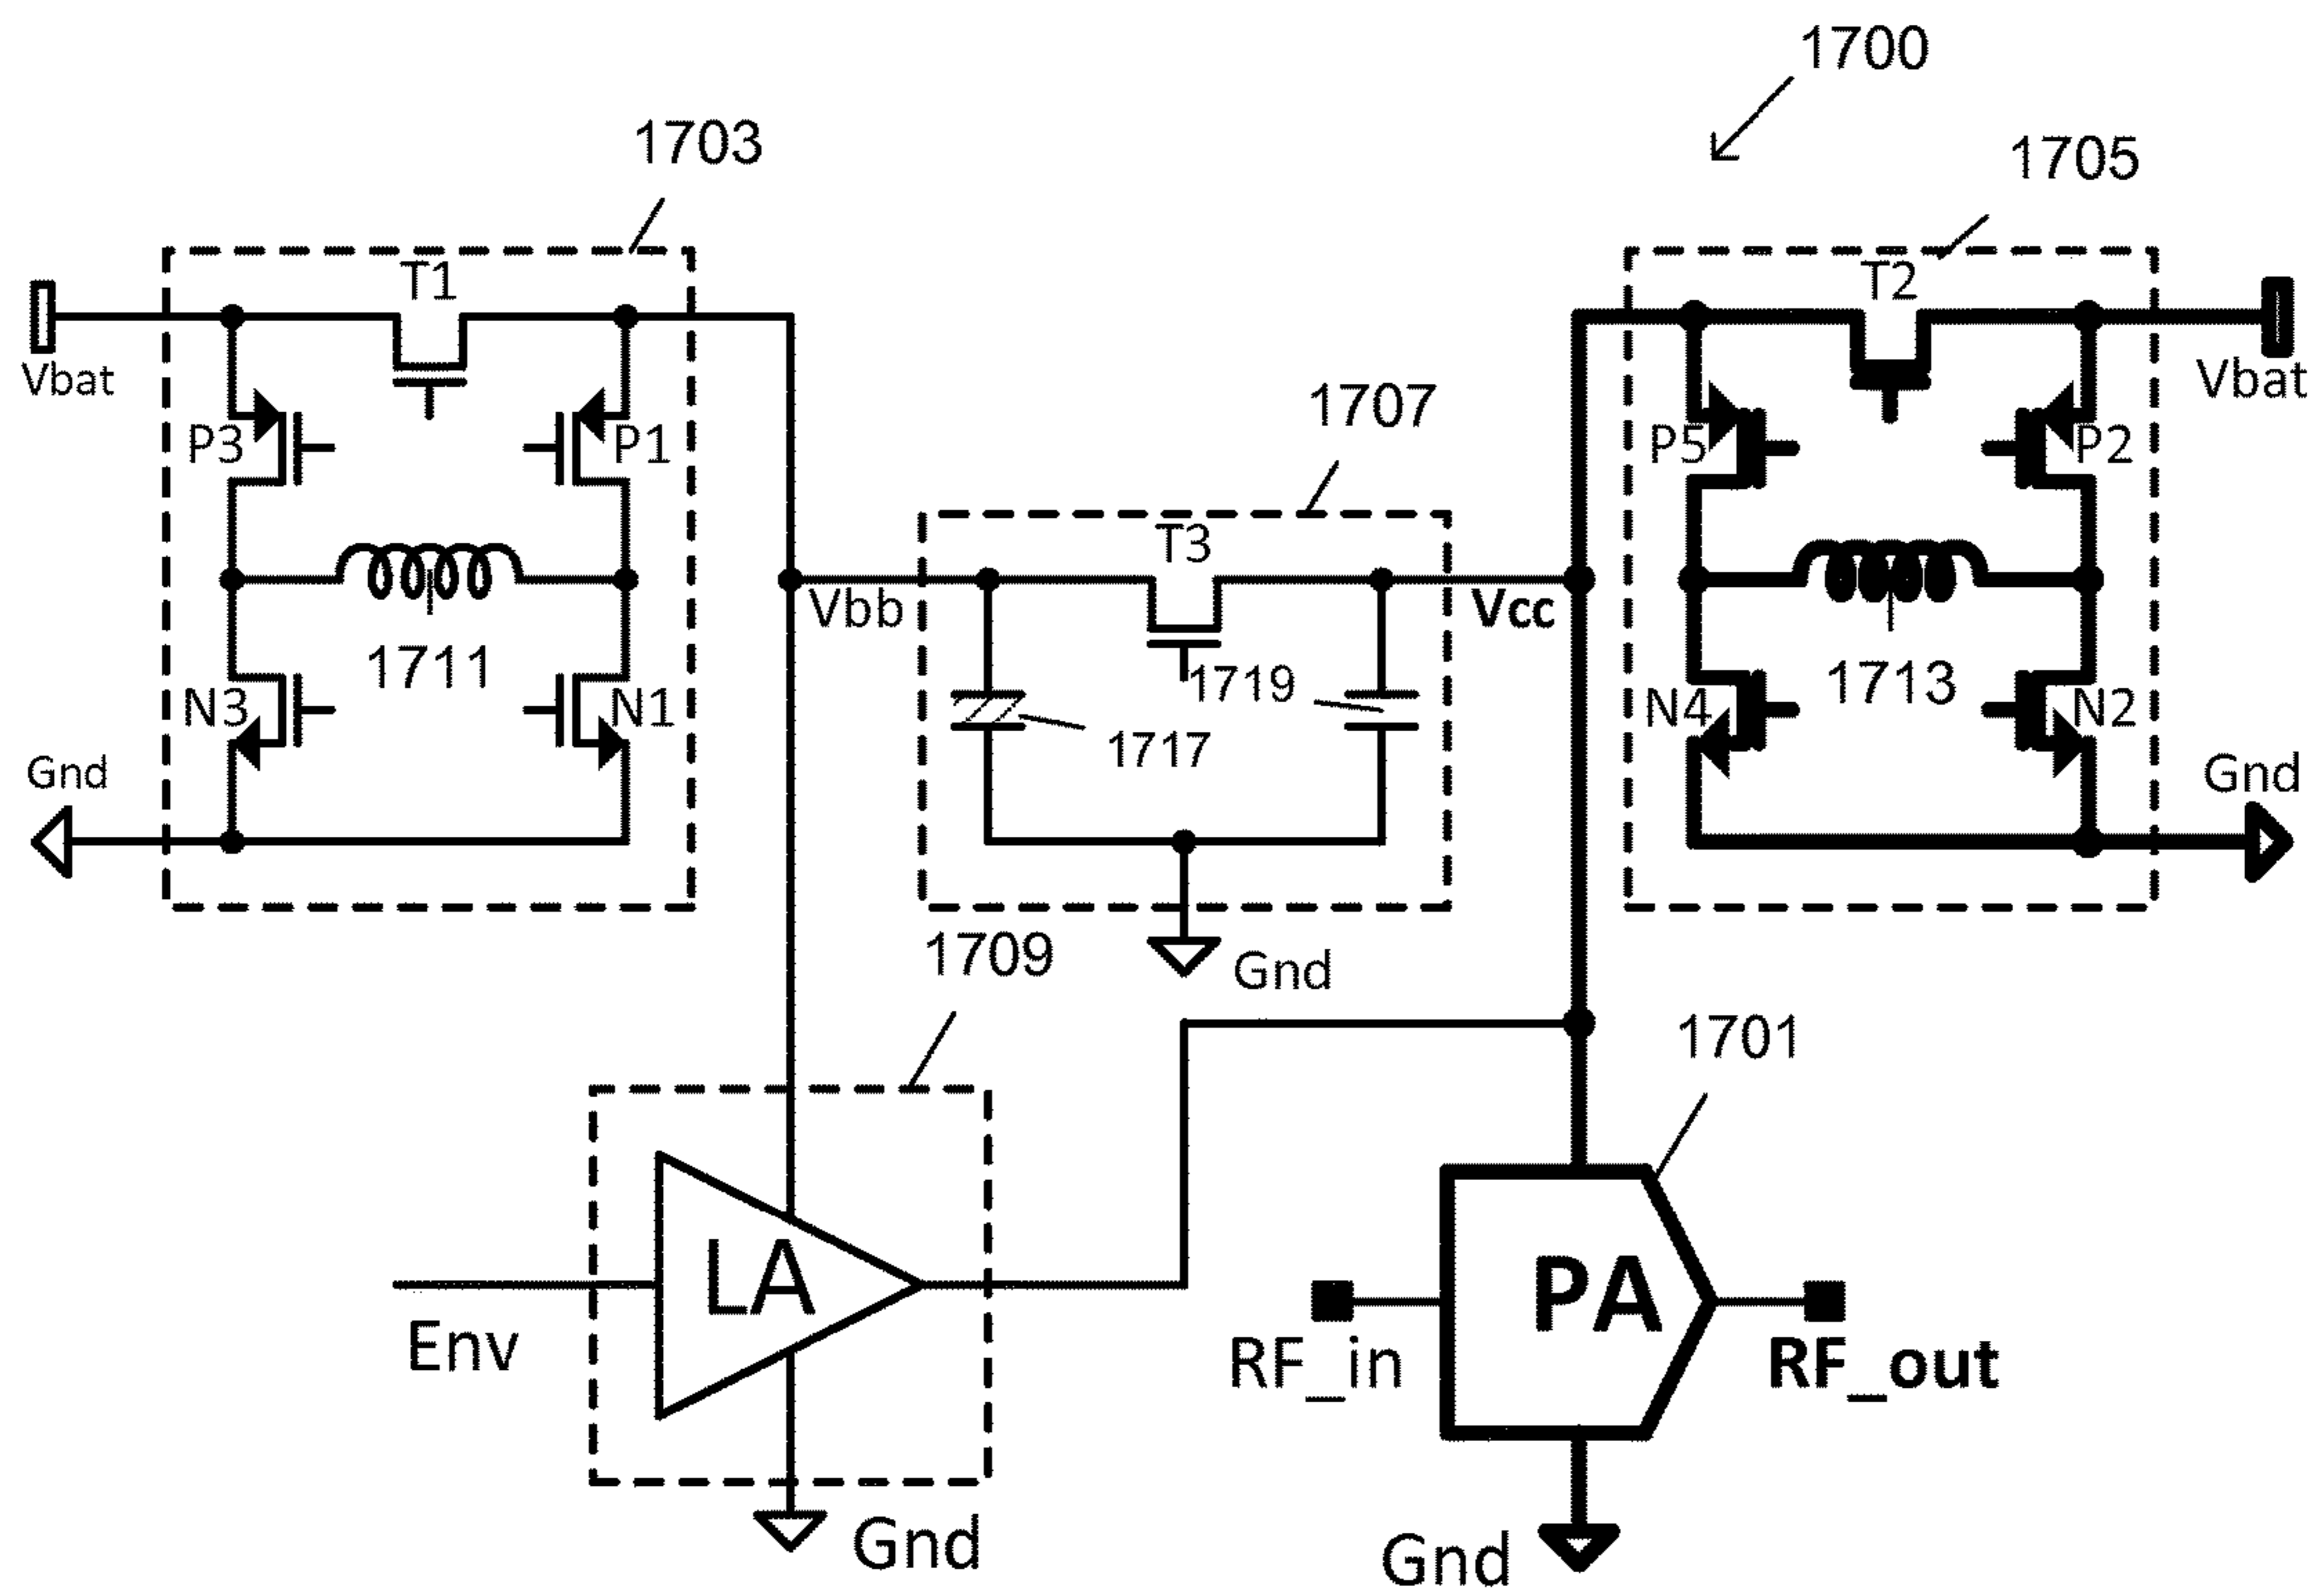 1700
1703
1705
T1
T2
Vbat
Vbat
1707
P3
P1
P5
P2
T3
Vbb
Vcc
1711
1719
1713
N3
N1
N4
N2
1717
Gnd
Gnd
1709
Gnd
1701
LA
PA
Env
RF_in
RF_out
Gnd
Gnd